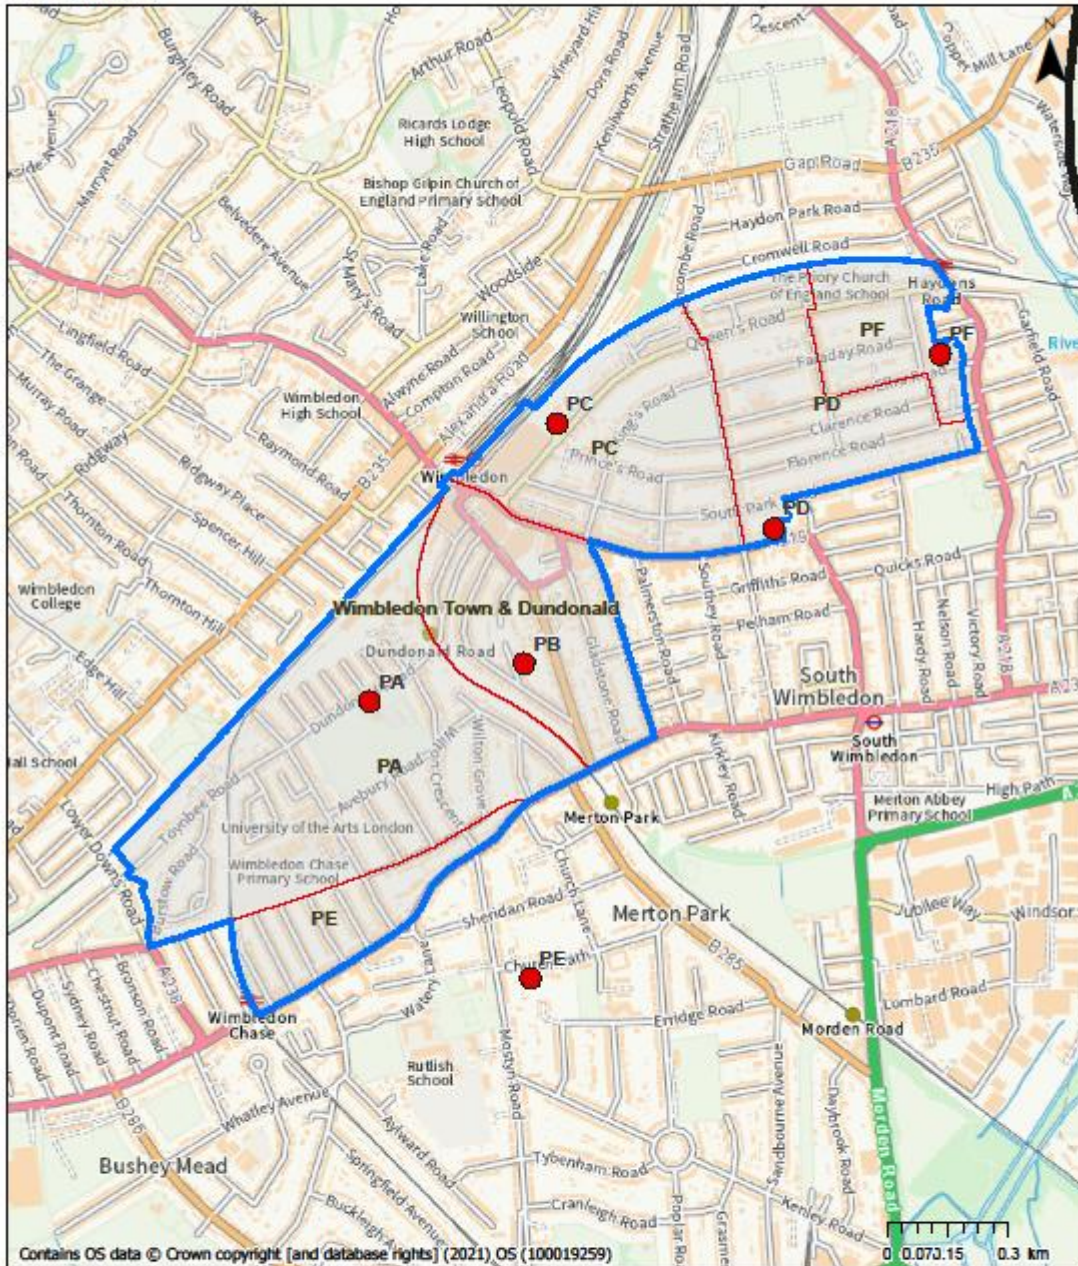 Crescent
Mill Lane
N
Burghley Road
Arthur Road
Vineyard Hill
Dora Road
Kenilworth Avenue
Strathearn Road
Leopold Road
Marryat Road
Ricards Lodge
High School
A218
B235
Gap Road
Bishop Gilpin Church of
England Primary School
Belvedere Avenue
Haydon Park Road
St Mary's Road
Lake Road
Cromwell Road
Woodside
The Priory Church
of England School
Haydons
Road
Willington
School
Queen's Road
PF
Garfield Road
Lingfield Road
The Grange
Murray Road
Alwyne Road
Compton Road
Alexandra Road
Faraday Road
PF
Wimbledon
High School
PC
PD
Ridgway
Raymond Road
B235
PC
King's Road
Clarence Road
Ridgway Place
Prince's Road
Florence Road
Wimbledon
Thornton Road
Spencer Hill
South Park
PD
Quicks Road
Griffiths Road
Wimbledon
College
Thornton Hill
Palmerston Road
Southey Road
Pelham Road
Wimbledon Town & Dundonald
Nelson Road
Victory Road
Hardy Road
A218
Dundonald Road
PB
Gladstone Road
Edge Hill
PA
South
Wimbledon
Wilton Grove
South
Wimbledon
PA
Kirkley Road
Toynbee Road
Avebury Road
High Path
Lower Downs Road
Merton Park
Merton Abbey
Primary School
University of the Arts London
Wimbledon Chase
Primary School
Church Lane
PE
Sheridan Road
Merton Park
Jubilee Way
Windsor
B285
PE
Church Path
Watery Lane
A238
Bronson Road
Chestnut Road
Sydney Road
Dupont Road
Wimbledon
Chase
Erridge Road
Lombard Road
Morden Road
Rutlish
School
Mostyn Road
Whatley Avenue
Aylward Road
Sandbourne Avenue
Daybrook Road
Morden Road
B286
Bushey Mead
Springfield Avenue
Tybenham Road
Cranleigh Road
Kenley Road
Poplar Ro
Contains OS data © Crown copyright [and database rights] (2021) OS (100019259)
0 0.07 0.15 0.3 km